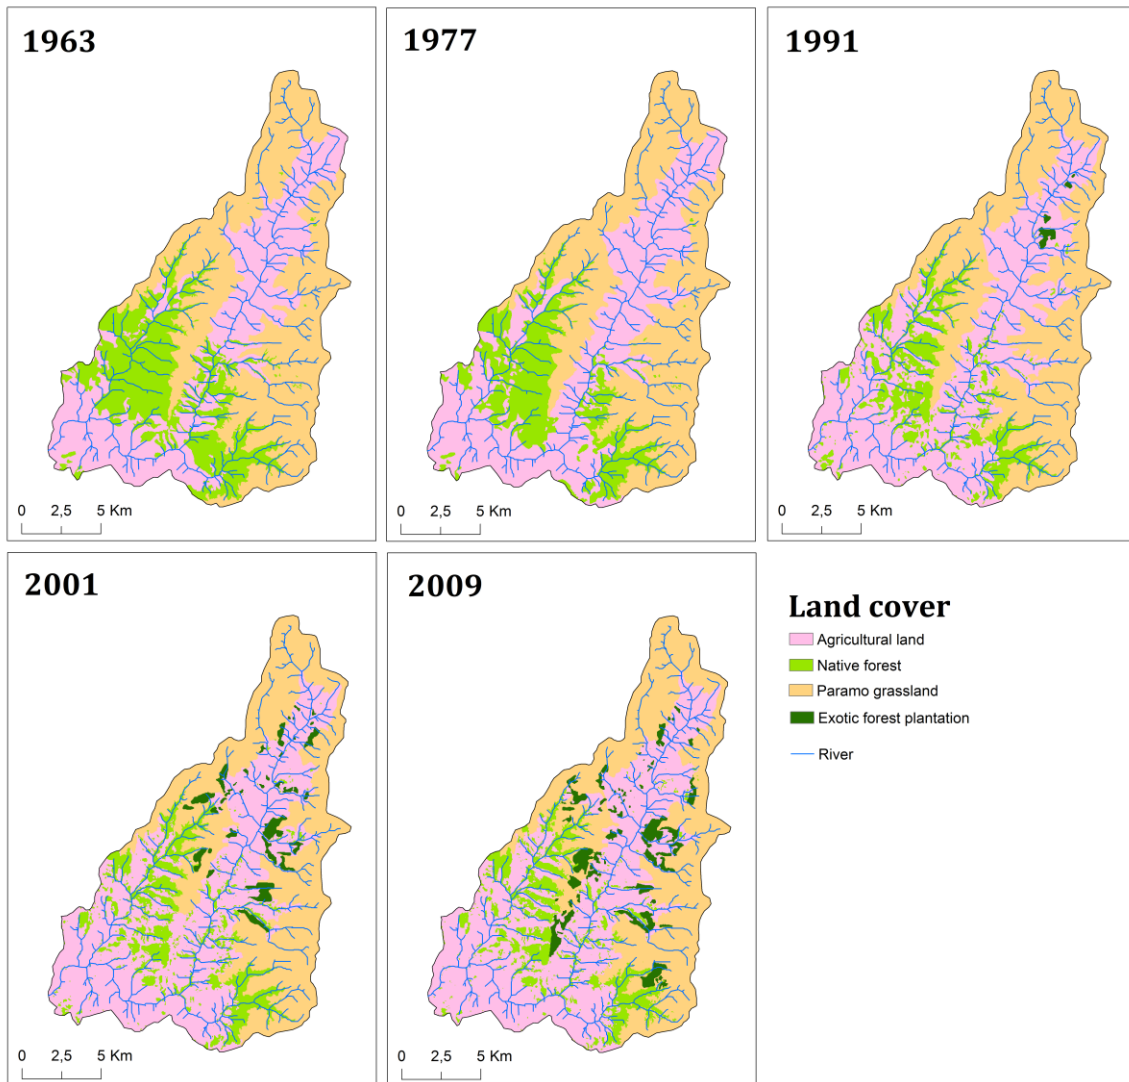 1963
1977
1991
0 2,5 5 Km
0 2,5 5 Km
0 2,5 5 Km
2001
2009
Land cover
Agricultural land
Native forest
Paramo grassland
Exotic forest plantation
River
0 2,5 5 Km
0 2,5 5 Km